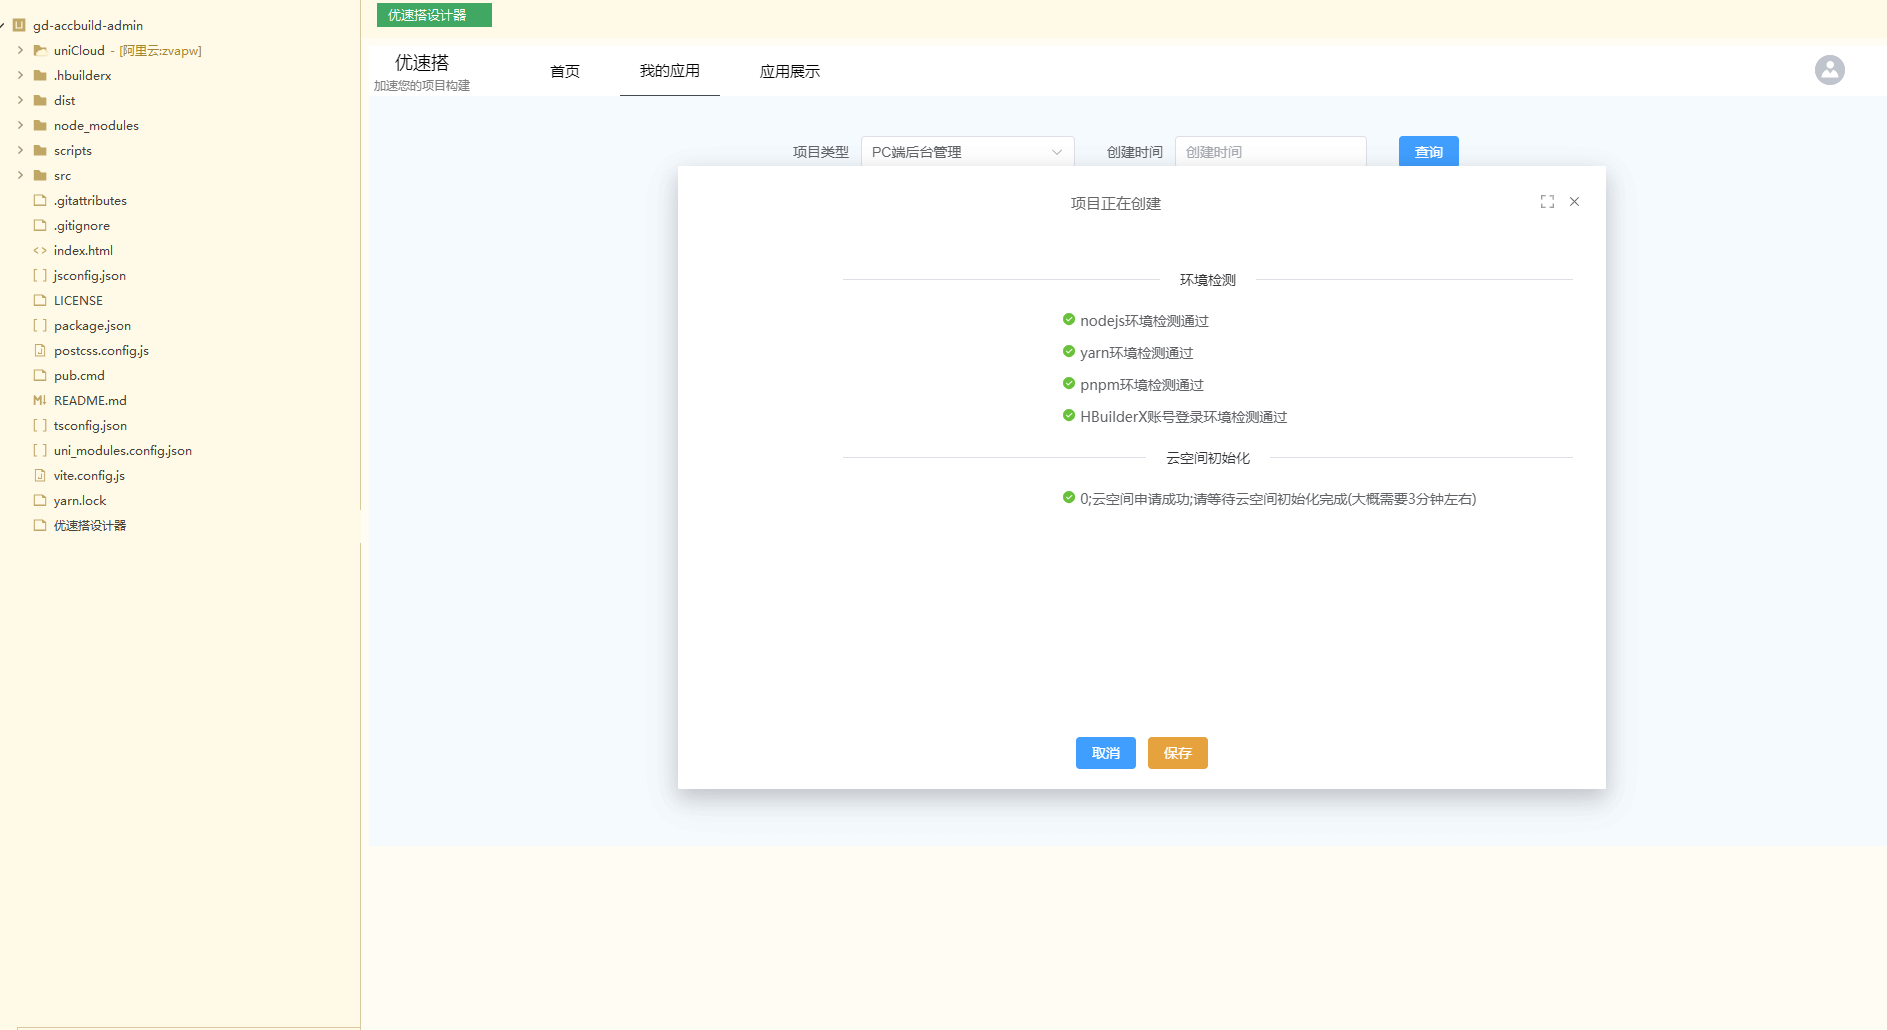 gd-accbuild-admin
uniCloud - [阿里云:zvapw]
.hbuilderx
dist
node_modules
scripts
src
.gitattributes
.gitignore
index.html
jsconfig.json
LICENSE
package.json
postcss.config.js
pub.cmd
README.md
tsconfig.json
uni_modules.config.json
vite.config.js
yarn.lock
优速搭设计器
优速搭设计器
优速搭
加速您的项目构建
首页 我的应用 应用展示
项目类型 PC端后台管理 创建时间 创建时间 查询
项目正在创建
环境检测
nodejs环境检测通过
yarn环境检测通过
pnpm环境检测通过
HBuilderX账号登录环境检测通过
云空间初始化
0;云空间申请成功;请等待云空间初始化完成(大概需要3分钟左右)
取消 保存